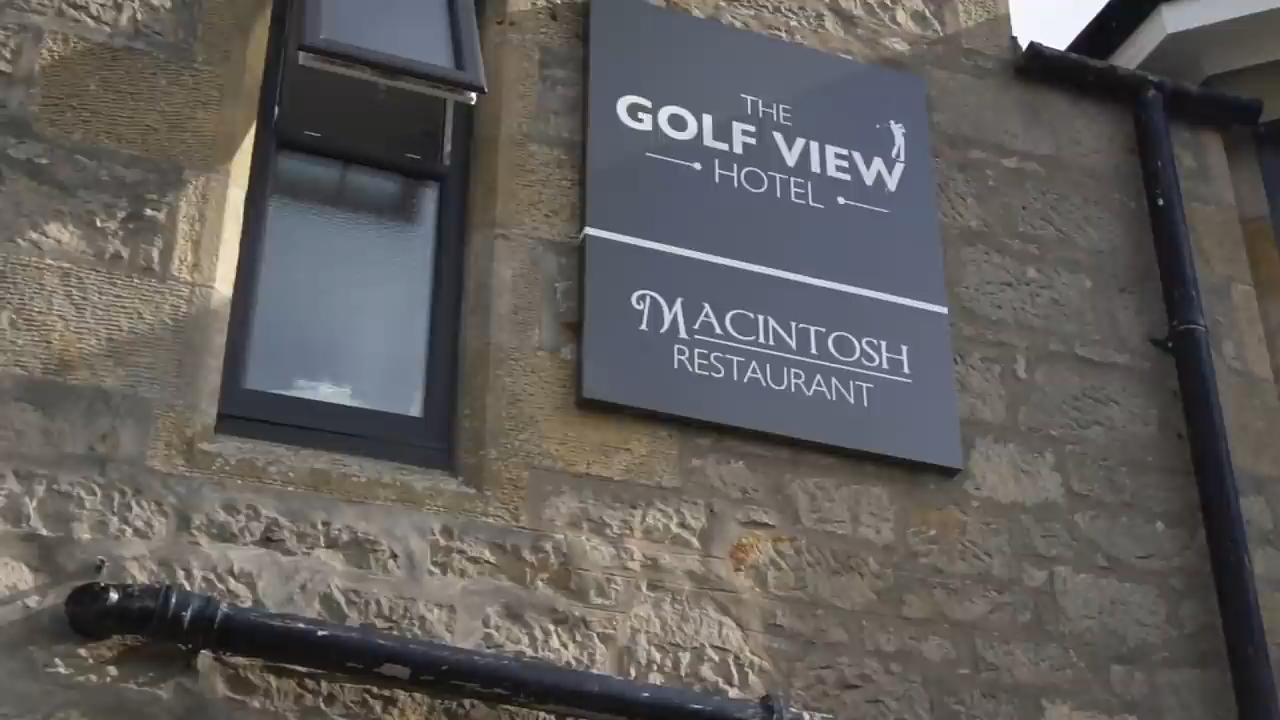 THE
GOLF VIEW
HOTEL
MACINTOSH
RESTAURANT